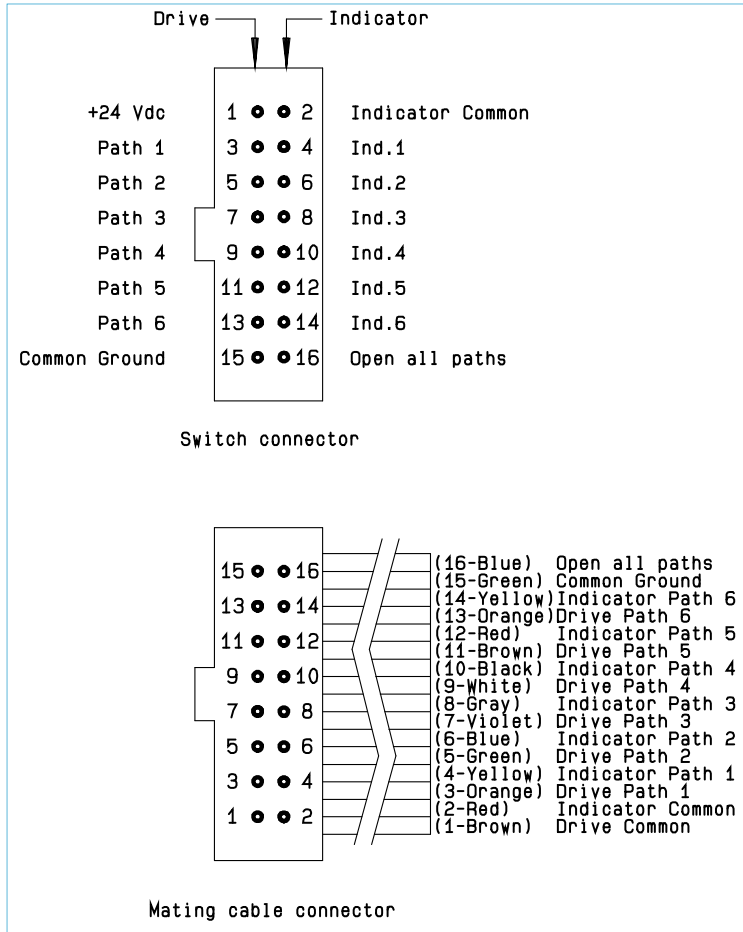 Drive Indicator
+24 Vdc 1 2 Indicator Common
Path 1 3 4 Ind.1
Path 2 5 6 Ind.2
Path 3 7 8 Ind.3
Path 4 9 10 Ind.4
Path 5 11 12 Ind.5
Path 6 13 14 Ind.6
Common Ground 15 16 Open all paths
Switch connector
15 16
13 14
11 12
9 10
7 8
5 6
3 4
1 2
(16-Blue) Open all paths
(15-Green) Common Ground
(14-Yellow) Indicator Path 6
(13-Orange) Drive Path 6
(12-Red) Indicator Path 5
(11-Brown) Drive Path 5
(10-Black) Indicator Path 4
(9-White) Drive Path 4
(8-Gray) Indicator Path 3
(7-Violet) Drive Path 3
(6-Blue) Indicator Path 2
(5-Green) Drive Path 2
(4-Yellow) Indicator Path 1
(3-Orange) Drive Path 1
(2-Red) Indicator Common
(1-Brown) Drive Common
Mating cable connector